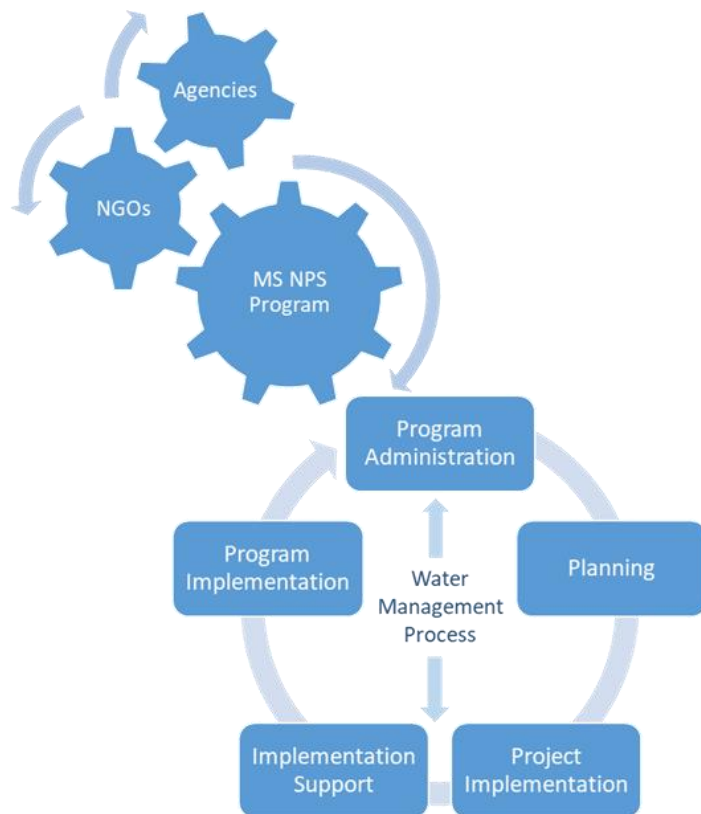 Agencies
NGOs
MS NPS
Program
Program
Administration
Program
Implementation
Planning
Water
Management
Process
Implementation
Support
Project
Implementation